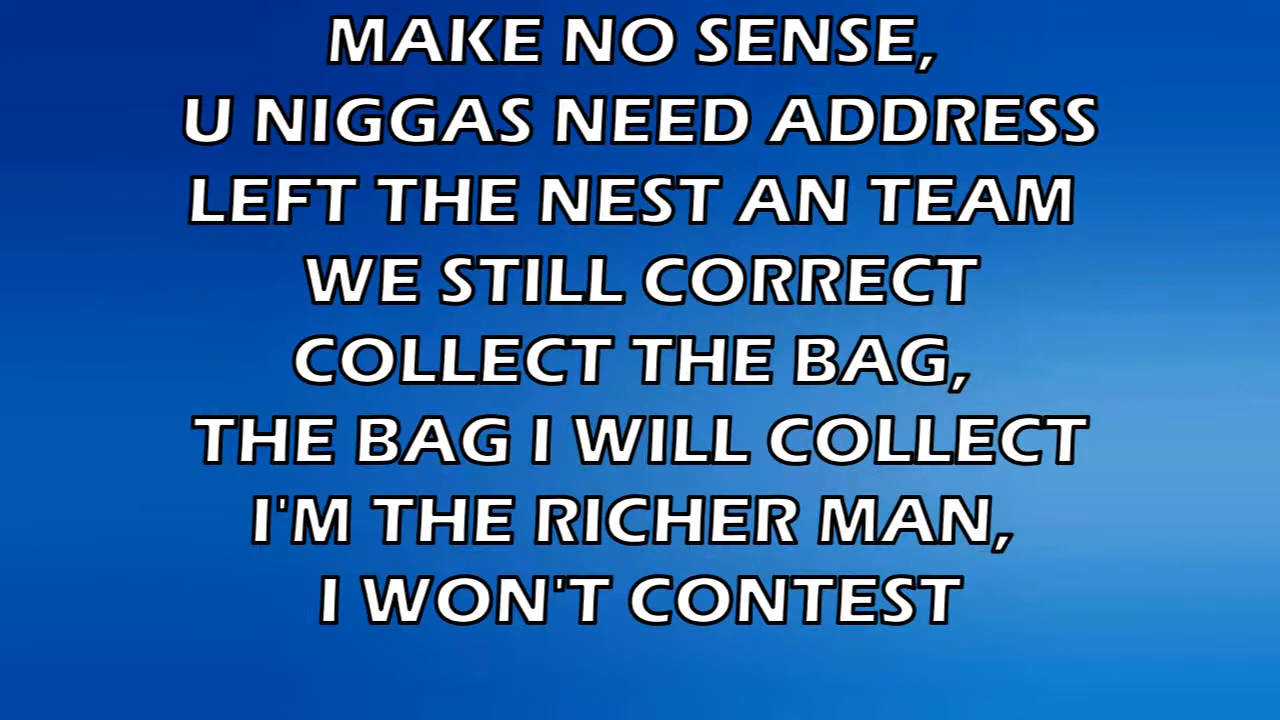 MAKE NO SENSE,
U NIGGAS NEED ADDRESS
LEFT THE NEST AN TEAM
WE STILL CORRECT
COLLECT THE BAG,
THE BAG I WILL COLLECT
I'M THE RICHER MAN,
I WON'T CONTEST